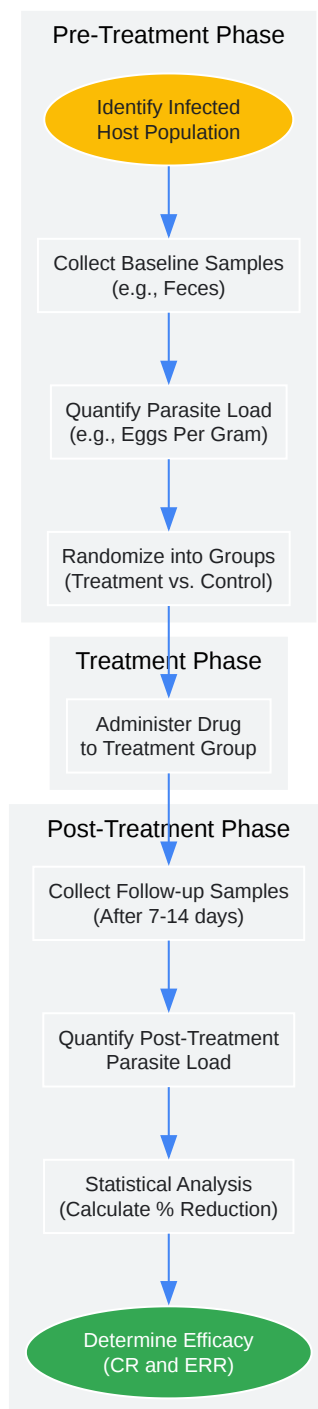 Pre-Treatment Phase
Identify Infected
Host Population
Collect Baseline Samples
(e.g., Feces)
Quantify Parasite Load
(e.g., Eggs Per Gram)
Randomize into Groups
(Treatment vs. Control)
Treatment Phase
Administer Drug
to Treatment Group
Post-Treatment Phase
Collect Follow-up Samples
(After 7-14 days)
Quantify Post-Treatment
Parasite Load
Statistical Analysis
(Calculate % Reduction)
Determine Efficacy
(CR and ERR)